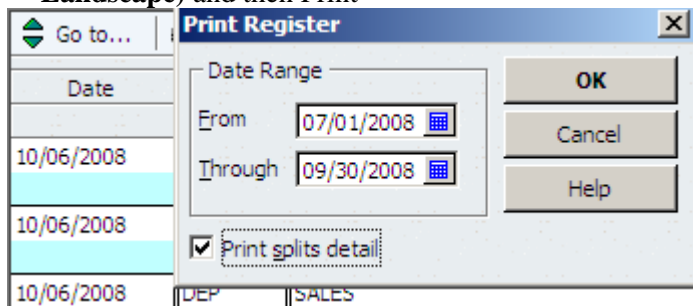 Landscape) and then Print
Go to...
Print Register
Date
Date Range
From 07/01/2008
Through 09/30/2008
OK
Cancel
Help
Print splits detail
10/06/2008
10/06/2008
10/06/2008 DEP SALES